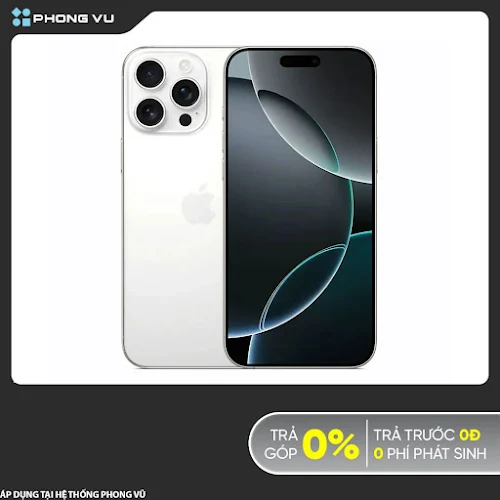 PHONG VU
TRẢ GÓP 0%
TRẢ TRƯỚC 0Đ
0 PHÍ PHÁT SINH
ÁP DỤNG TẠI HỆ THỐNG PHONG VŨ